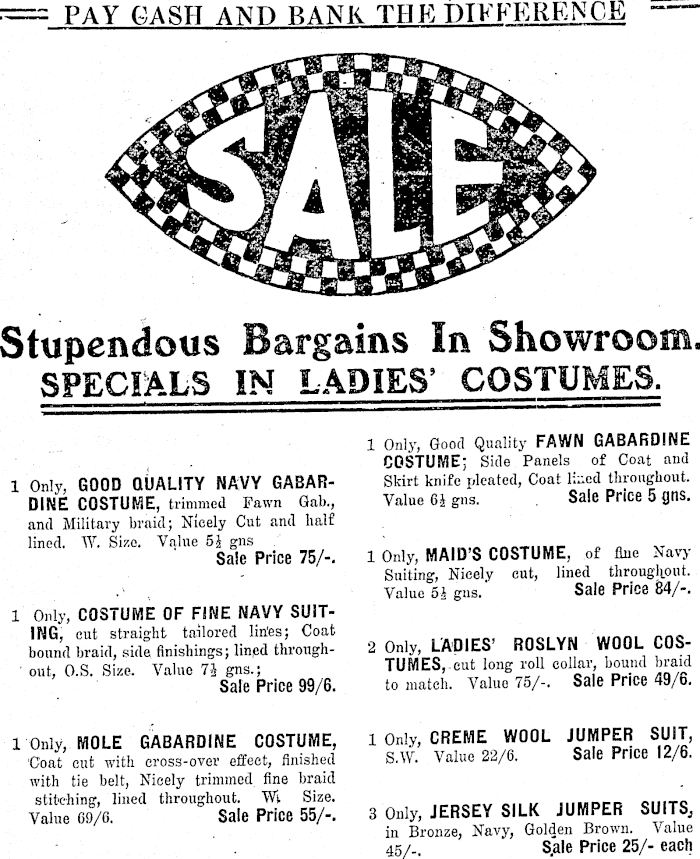 PAY CASH AND BANK THE DIFFERENCE
SALE
Stupendous Bargains In Showroom.
SPECIALS IN LADIES' COSTUMES.
1 Only, GOOD QUALITY NAVY GABAR-
DINE COSTUME, trimmed Fawn Gab.,
and Military braid; Nicely Cut and half
lined. W. Size. Value 5½ gns
Sale Price 75/-.
1 Only, COSTUME OF FINE NAVY SUIT-
ING, cut straight tailored lines; Coat
bound braid, side finishings; lined through-
out, O.S. Size. Value 7½ gns.;
Sale Price 99/6.
1 Only, MOLE GABARDINE COSTUME,
Coat cut with cross-over effect, finished
with tie belt, Nicely trimmed fine braid
stitching, lined throughout. W. Size.
Value 69/6. Sale Price 55/-.
1 Only, Good Quality FAWN GABARDINE
COSTUME; Side Panels of Coat and
Skirt knife pleated, Coat lined throughout.
Value 6½ gns. Sale Price 5 gns.
1 Only, MAID'S COSTUME, of fine Navy
Suiting, Nicely cut, lined throughout.
Value 5½ gns. Sale Price 84/-.
2 Only, LADIES' ROSLYN WOOL COS-
TUMES, cut long roll collar, bound braid
to match. Value 75/-. Sale Price 49/6.
1 Only, CREME WOOL JUMPER SUIT,
S.W. Value 22/6. Sale Price 12/6.
3 Only, JERSEY SILK JUMPER SUITS,
in Bronze, Navy, Golden Brown. Value
45/-. Sale Price 25/- each